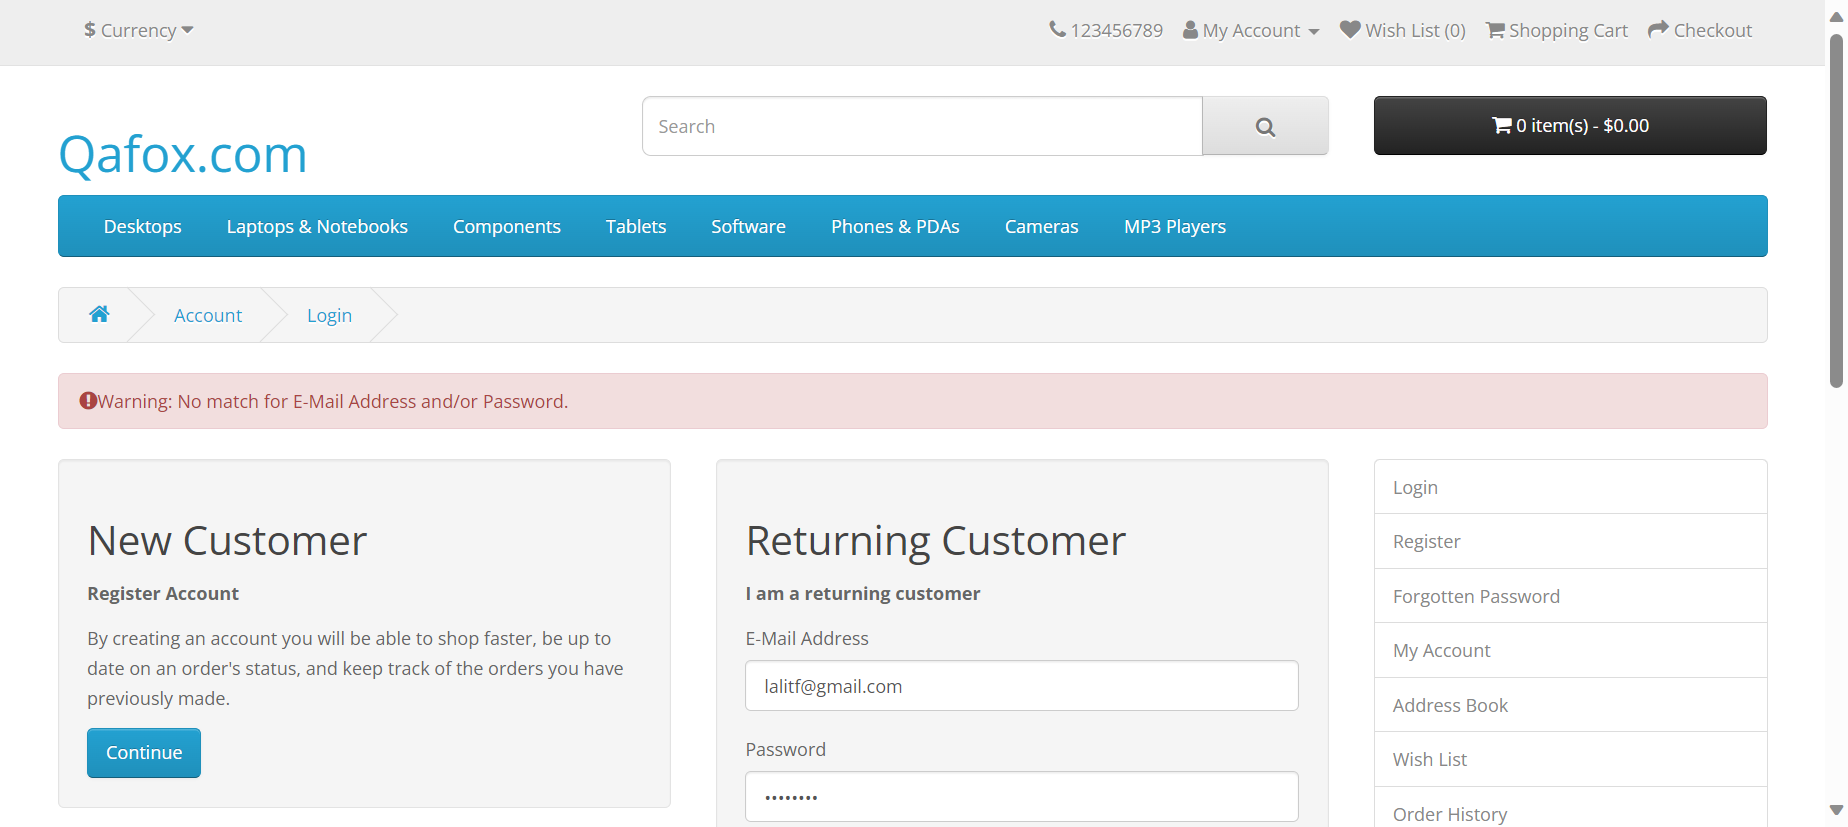 $ Currency
123456789 My Account Wish List (0) Shopping Cart Checkout
Qafox.com
Search
0 item(s) - $0.00
Desktops Laptops & Notebooks Components Tablets Software Phones & PDAs Cameras MP3 Players
Account Login
Warning: No match for E-Mail Address and/or Password.
New Customer
Register Account
By creating an account you will be able to shop faster, be up to
date on an order's status, and keep track of the orders you have
previously made.
Continue
Returning Customer
I am a returning customer
E-Mail Address
lalitf@gmail.com
Password
••••••••
Login
Register
Forgotten Password
My Account
Address Book
Wish List
Order History